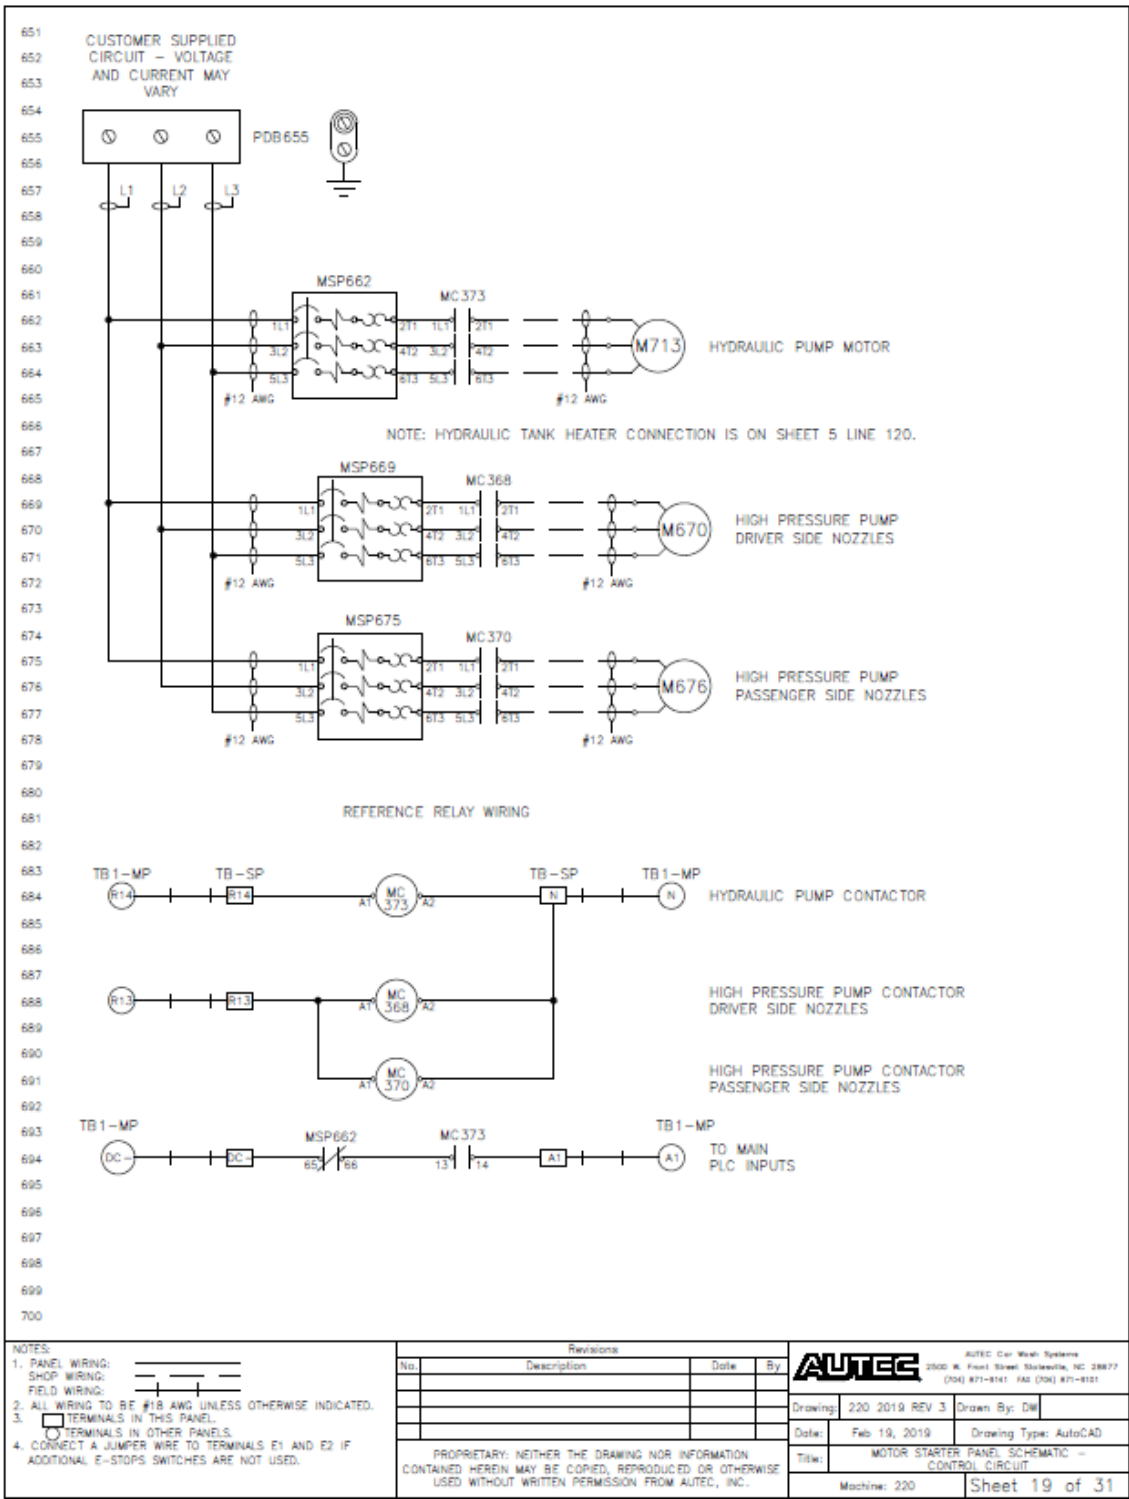 651
652
653
654
655
656
657
658
659
660
661
662
663
664
665
666
667
668
669
670
671
672
673
674
675
676
677
678
679
680
681
682
683
684
685
686
687
688
689
690
691
692
693
694
695
696
697
698
699
700
CUSTOMER SUPPLIED
CIRCUIT - VOLTAGE
AND CURRENT MAY
VARY
PDB655
L1 L2 L3
MSP662
MC373
1L1 2T1 1L1 2T1
3L2 4T2 3L2 4T2
5L3 6T3 5L3 6T3
M713
HYDRAULIC PUMP MOTOR
#12 AWG #12 AWG
NOTE: HYDRAULIC TANK HEATER CONNECTION IS ON SHEET 5 LINE 120.
MSP669
MC368
1L1 2T1 1L1 2T1
3L2 4T2 3L2 4T2
5L3 6T3 5L3 6T3
M670
HIGH PRESSURE PUMP
DRIVER SIDE NOZZLES
#12 AWG #12 AWG
MSP675
MC370
1L1 2T1 1L1 2T1
3L2 4T2 3L2 4T2
5L3 6T3 5L3 6T3
M676
HIGH PRESSURE PUMP
PASSENGER SIDE NOZZLES
#12 AWG #12 AWG
REFERENCE RELAY WIRING
TB1-MP TB-SP TB-SP TB1-MP
R14 R14 A1 MC 373 A2 N N HYDRAULIC PUMP CONTACTOR
R13 R13 A1 MC 368 A2
HIGH PRESSURE PUMP CONTACTOR
DRIVER SIDE NOZZLES
A1 MC 370 A2
HIGH PRESSURE PUMP CONTACTOR
PASSENGER SIDE NOZZLES
TB1-MP MSP662 MC373 TB1-MP
DC- DC- 65 66 13 14 A1 A1
TO MAIN
PLC INPUTS
NOTES:
1. PANEL WIRING:
SHOP WIRING:
FIELD WIRING:
2. ALL WIRING TO BE #18 AWG UNLESS OTHERWISE INDICATED.
3. TERMINALS IN THIS PANEL.
TERMINALS IN OTHER PANELS.
4. CONNECT A JUMPER WIRE TO TERMINALS E1 AND E2 IF
ADDITIONAL E-STOPS SWITCHES ARE NOT USED.
Revisions
No. Description Date By
PROPRIETARY: NEITHER THE DRAWING NOR INFORMATION
CONTAINED HEREIN MAY BE COPIED, REPRODUCED OR OTHERWISE
USED WITHOUT WRITTEN PERMISSION FROM AUTEC, INC.
AUTEC
AUTEC Car Wash Systems
2500 W. Front Street Statesville, NC 28677
(704) 871-9141 FAX (704) 871-9101
Drawing: 220 2019 REV 3 Drawn By: DW
Date: Feb 19, 2019 Drawing Type: AutoCAD
Title: MOTOR STARTER PANEL SCHEMATIC -
CONTROL CIRCUIT
Machine: 220 Sheet 19 of 31